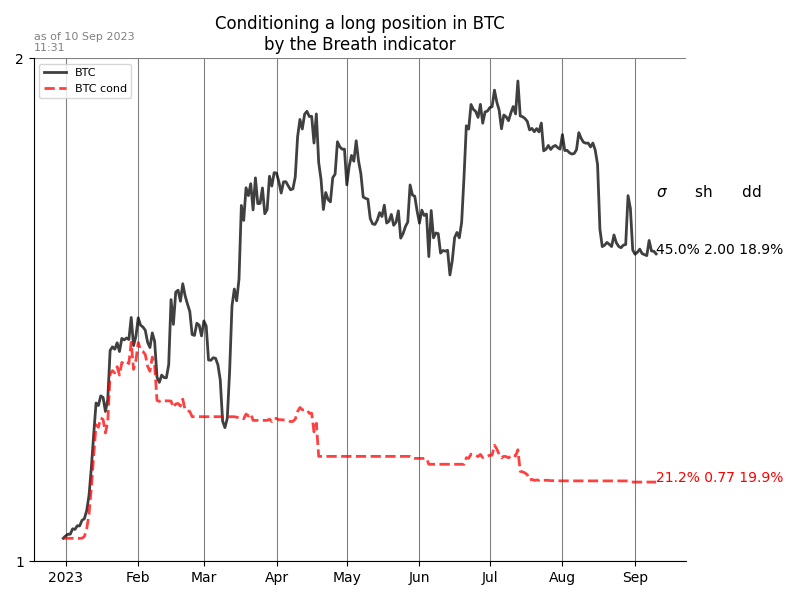 Conditioning a long position in BTC
by the Breath indicator
as of 10 Sep 2023
11:31
2
BTC
BTC cond
σ sh dd
45.0% 2.00 18.9%
21.2% 0.77 19.9%
1
2023 Feb Mar Apr May Jun Jul Aug Sep